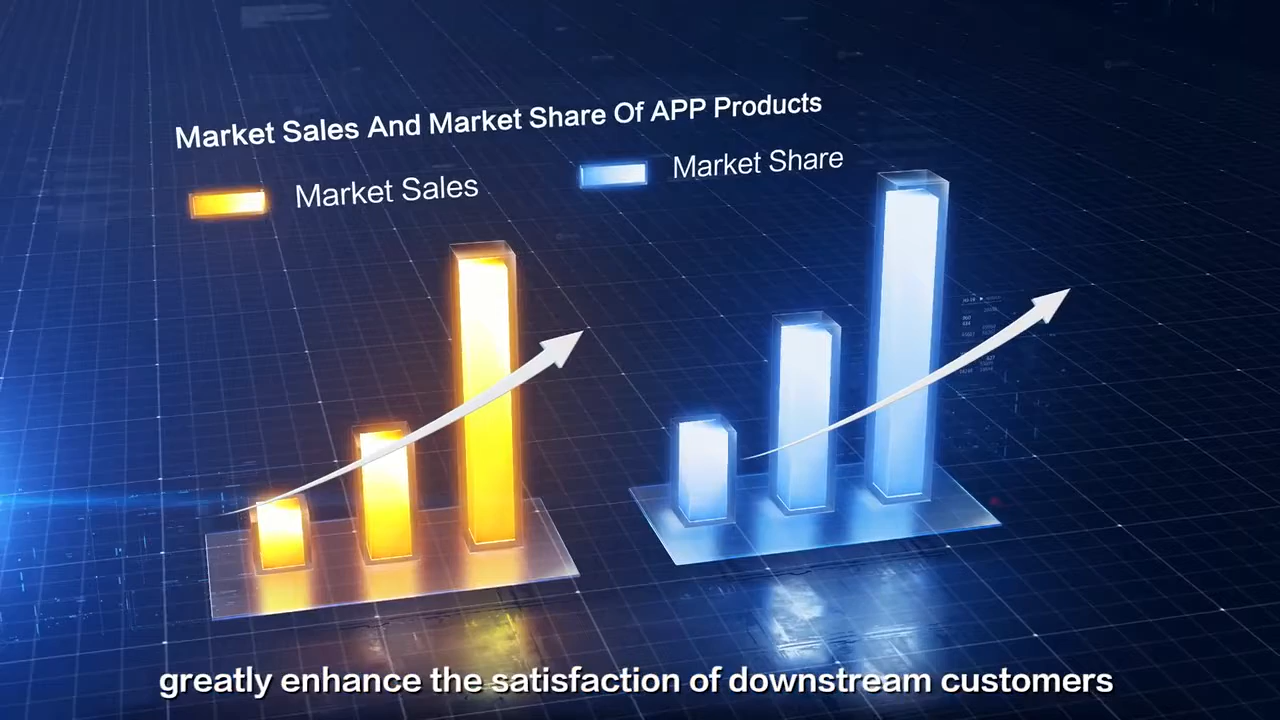 Market Sales And Market Share Of APP Products
Market Sales
Market Share
greatly enhance the satisfaction of downstream customers